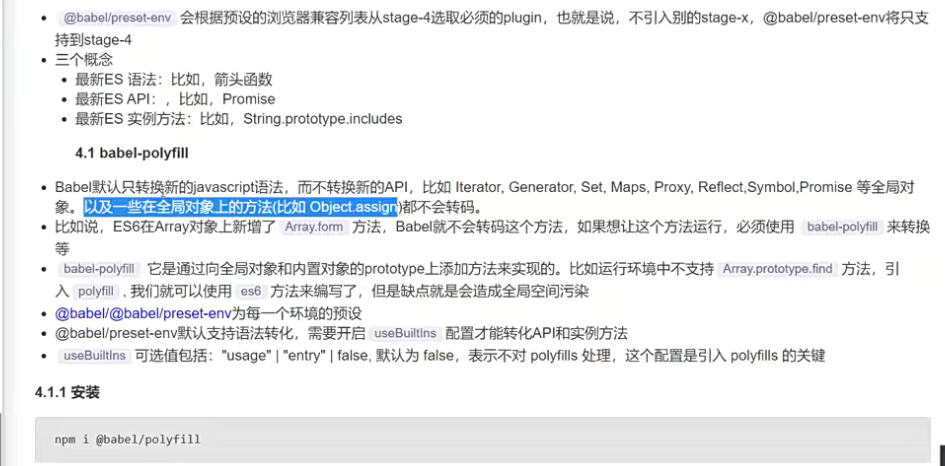 @babel/preset-env 会根据预设的浏览器兼容列表从stage-4选取必须的plugin，也就是说，不引入别的stage-x，@babel/preset-env将只支
持到stage-4
三个概念
最新ES 语法：比如，箭头函数
最新ES API：，比如，Promise
最新ES 实例方法：比如，String.prototype.includes
4.1 babel-polyfill
Babel默认只转换新的javascript语法，而不转换新的API，比如 Iterator, Generator, Set, Maps, Proxy, Reflect,Symbol,Promise 等全局对
象。以及一些在全局对象上的方法(比如 Object.assign)都不会转码。
比如说，ES6在Array对象上新增了 Array.form 方法，Babel就不会转码这个方法，如果想让这个方法运行，必须使用 babel-polyfill 来转换
等
babel-polyfill 它是通过向全局对象和内置对象的prototype上添加方法来实现的。比如运行环境中不支持 Array.prototype.find 方法，引
入 polyfill , 我们就可以使用 es6 方法来编写了，但是缺点就是会造成全局空间污染
@babel/@babel/preset-env为每一个环境的预设
@babel/preset-env默认支持语法转化，需要开启 useBuiltIns 配置才能转化API和实例方法
useBuiltIns 可选值包括："usage" | "entry" | false, 默认为 false，表示不对 polyfills 处理，这个配置是引入 polyfills 的关键
4.1.1 安装
npm i @babel/polyfill